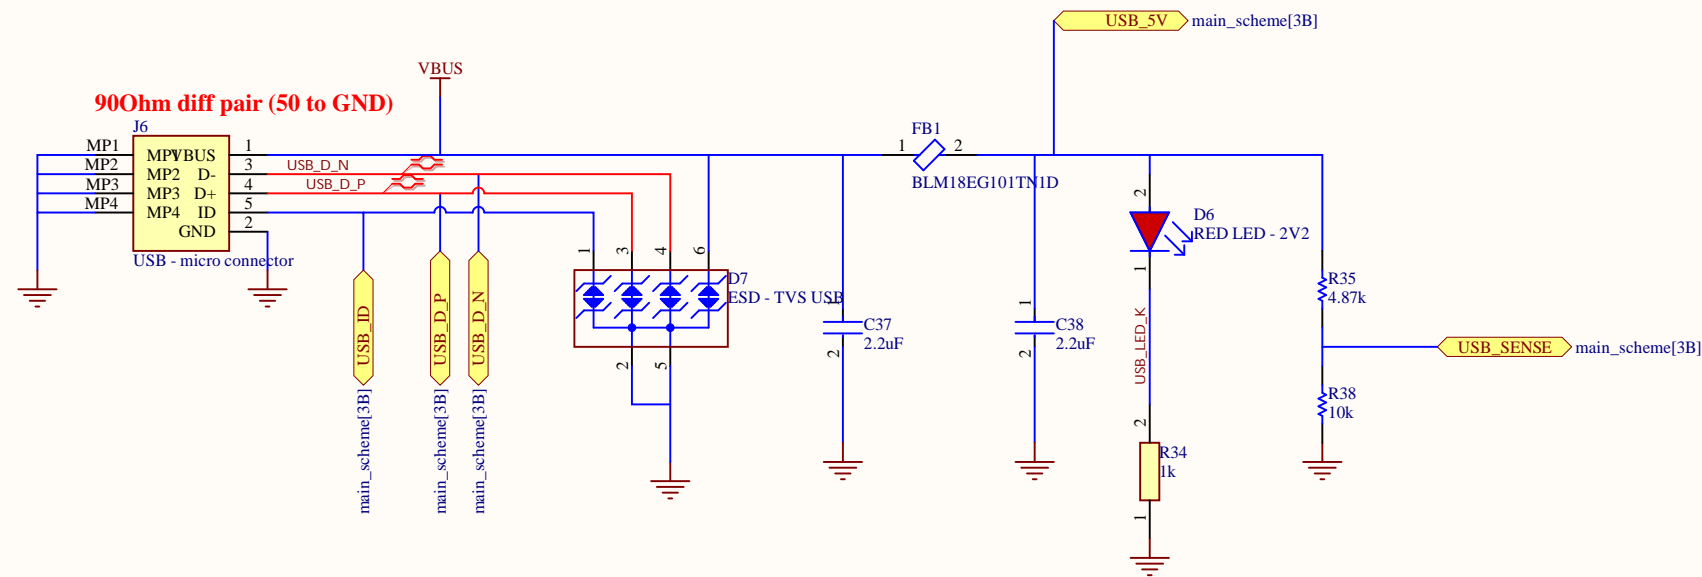 USB_5V main_scheme[3B]
VBUS
90Ohm diff pair (50 to GND)
J6
MP1 MP1 VBUS 1
MP2 MP2 D- 3
MP3 MP3 D+ 4
MP4 MP4 ID 5
GND 2
USB - micro connector
USB_D_N
USB_D_P
USB_ID
main_scheme[3B]
USB_D_P
main_scheme[3B]
USB_D_N
main_scheme[3B]
1 3 4 6
D7
ESD - TVS USB
2 5
1
C37
2.2uF
2
FB1
1 2
BLM18EG101TN1D
1
C38
2.2uF
2
2
D6
RED LED - 2V2
1
USB_LED_K
2
R34
1k
1
R35
4.87k
USB_SENSE main_scheme[3B]
R38
10k